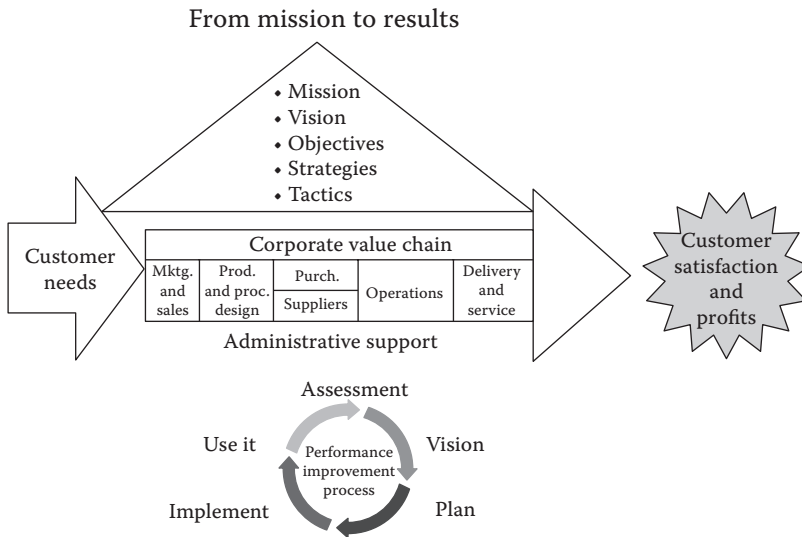 From mission to results
• Mission
• Vision
• Objectives
• Strategies
• Tactics
Customer
needs
Corporate value chain
Mktg.
and
sales
Prod.
and proc.
design
Purch.
Suppliers
Operations
Delivery
and
service
Administrative support
Customer
satisfaction
and
profits
Assessment
Vision
Plan
Implement
Use it
Performance
improvement
process